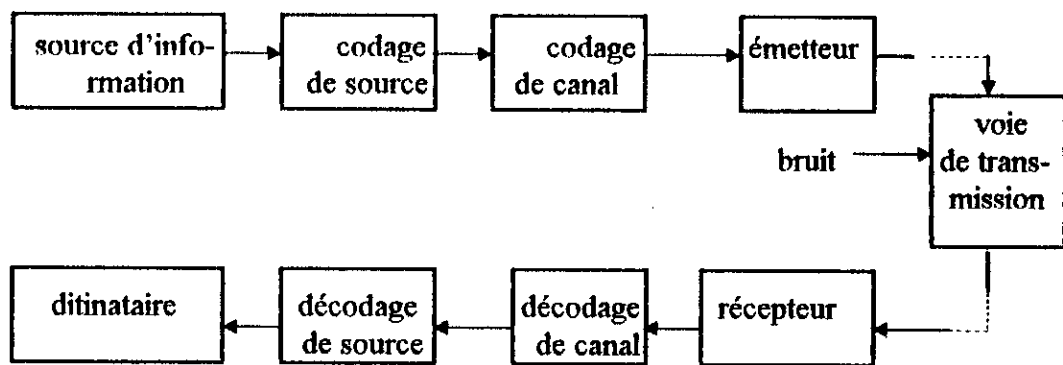 source d'info-
rmation
codage
de source
codage
de canal
émetteur
voie
de trans-
mission
bruit
ditinataire
décodage
de source
décodage
de canal
récepteur